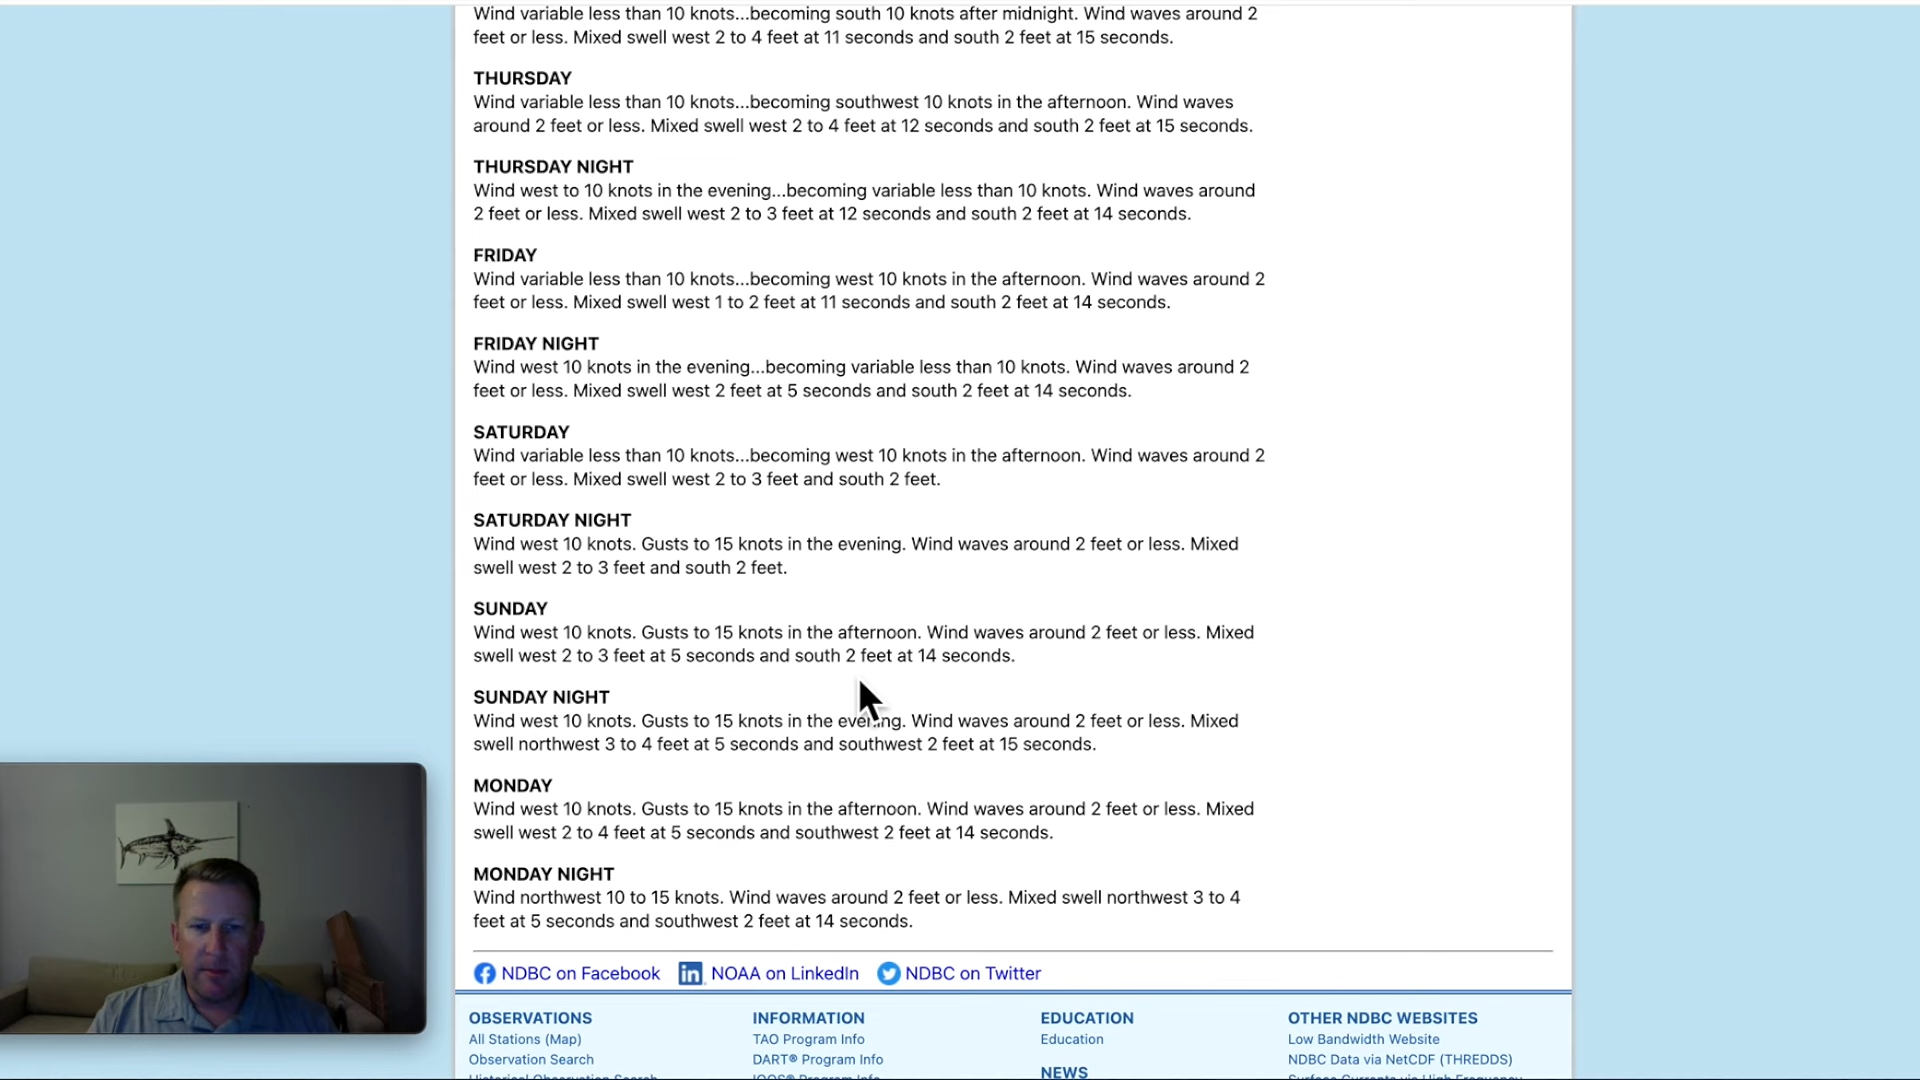 Wind variable less than 10 knots...becoming south 10 knots after midnight. Wind waves around 2
feet or less. Mixed swell west 2 to 4 feet at 11 seconds and south 2 feet at 15 seconds.
THURSDAY
Wind variable less than 10 knots...becoming southwest 10 knots in the afternoon. Wind waves
around 2 feet or less. Mixed swell west 2 to 4 feet at 12 seconds and south 2 feet at 15 seconds.
THURSDAY NIGHT
Wind west to 10 knots in the evening...becoming variable less than 10 knots. Wind waves around
2 feet or less. Mixed swell west 2 to 3 feet at 12 seconds and south 2 feet at 14 seconds.
FRIDAY
Wind variable less than 10 knots...becoming west 10 knots in the afternoon. Wind waves around 2
feet or less. Mixed swell west 1 to 2 feet at 11 seconds and south 2 feet at 14 seconds.
FRIDAY NIGHT
Wind west 10 knots in the evening...becoming variable less than 10 knots. Wind waves around 2
feet or less. Mixed swell west 2 feet at 5 seconds and south 2 feet at 14 seconds.
SATURDAY
Wind variable less than 10 knots...becoming west 10 knots in the afternoon. Wind waves around 2
feet or less. Mixed swell west 2 to 3 feet and south 2 feet.
SATURDAY NIGHT
Wind west 10 knots. Gusts to 15 knots in the evening. Wind waves around 2 feet or less. Mixed
swell west 2 to 3 feet and south 2 feet.
SUNDAY
Wind west 10 knots. Gusts to 15 knots in the afternoon. Wind waves around 2 feet or less. Mixed
swell west 2 to 3 feet at 5 seconds and south 2 feet at 14 seconds.
SUNDAY NIGHT
Wind west 10 knots. Gusts to 15 knots in the evening. Wind waves around 2 feet or less. Mixed
swell northwest 3 to 4 feet at 5 seconds and southwest 2 feet at 15 seconds.
MONDAY
Wind west 10 knots. Gusts to 15 knots in the afternoon. Wind waves around 2 feet or less. Mixed
swell west 2 to 4 feet at 5 seconds and southwest 2 feet at 14 seconds.
MONDAY NIGHT
Wind northwest 10 to 15 knots. Wind waves around 2 feet or less. Mixed swell northwest 3 to 4
feet at 5 seconds and southwest 2 feet at 14 seconds.
NDBC on Facebook NOAA on LinkedIn NDBC on Twitter
OBSERVATIONS INFORMATION EDUCATION OTHER NDBC WEBSITES
All Stations (Map) TAO Program Info Education Low Bandwidth Website
Observation Search DART® Program Info NDBC Data via NetCDF (THREDDS)
NEWS